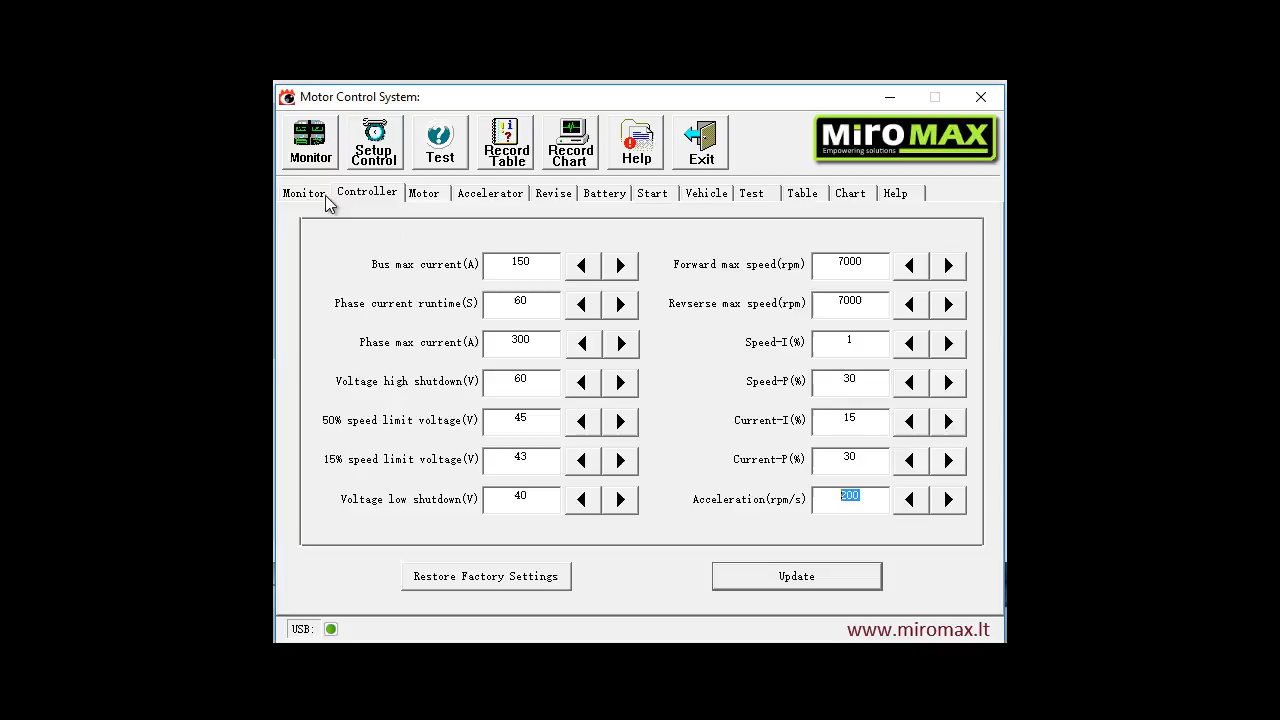 Motor Control System:
Monitor
Setup Control
Test
Record Table
Record Chart
Help
Exit
MiroMAX
Empowering solutions
Monitor Controller Motor Accelerator Revise Battery Start Vehicle Test Table Chart Help
Bus max current(A) 150 Forward max speed(rpm) 7000
Phase current runtime(S) 60 Revserse max speed(rpm) 7000
Phase max current(A) 300 Speed-I(%) 1
Voltage high shutdown(V) 60 Speed-P(%) 30
50% speed limit voltage(V) 45 Current-I(%) 15
15% speed limit voltage(V) 43 Current-P(%) 30
Voltage low shutdown(V) 40 Acceleration(rpm/s) 200
Restore Factory Settings Update
USB: www.miromax.lt